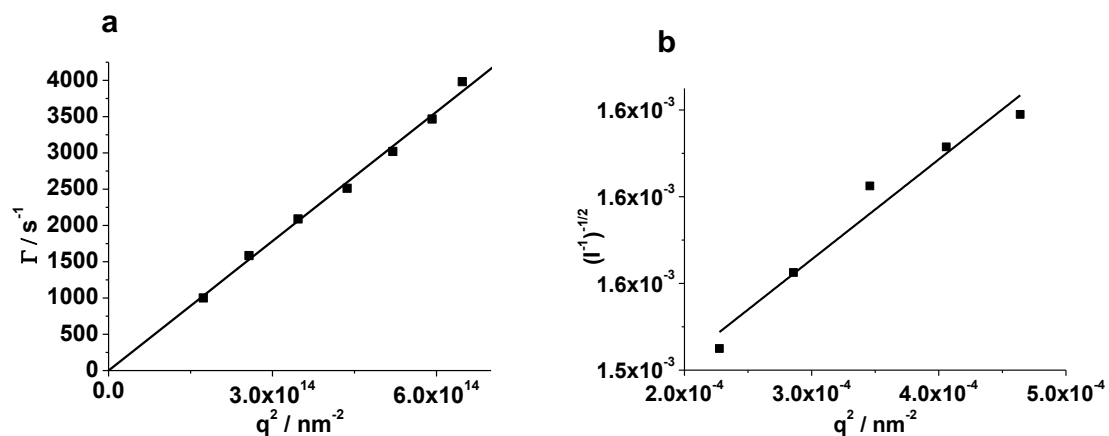 a
Γ / s⁻¹
4000
3500
3000
2500
2000
1500
1000
500
0
0.0
3.0x10¹⁴
6.0x10¹⁴
q² / nm⁻²
b
(I⁻¹)⁻¹/²
1.6x10⁻³
1.6x10⁻³
1.6x10⁻³
1.5x10⁻³
2.0x10⁻⁴
3.0x10⁻⁴
4.0x10⁻⁴
5.0x10⁻⁴
q² / nm⁻²